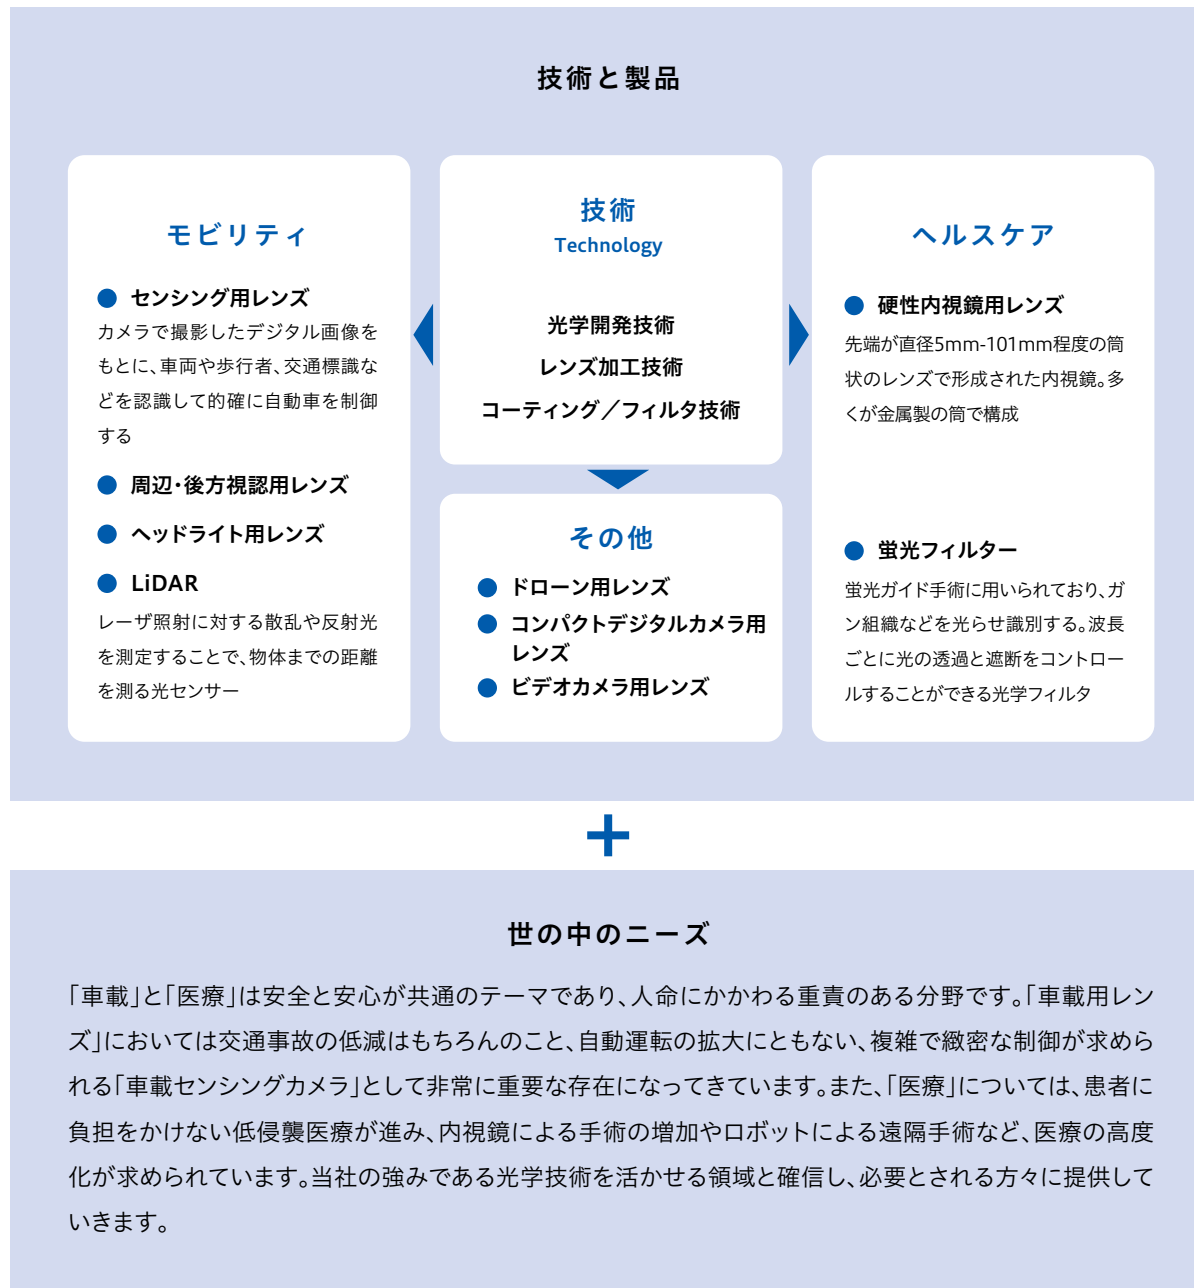 技術と製品
モビリティ
● センシング用レンズ
カメラで撮影したデジタル画像を
もとに、車両や歩行者、交通標識な
どを認識して的確に自動車を制御
する
● 周辺・後方視認用レンズ
● ヘッドライト用レンズ
● LiDAR
レーザ照射に対する散乱や反射光
を測定することで、物体までの距離
を測る光センサー
技術
Technology
光学開発技術
レンズ加工技術
コーティング／フィルタ技術
その他
● ドローン用レンズ
● コンパクトデジタルカメラ用
レンズ
● ビデオカメラ用レンズ
ヘルスケア
● 硬性内視鏡用レンズ
先端が直径5mm-101mm程度の筒
状のレンズで形成された内視鏡。多
くが金属製の筒で構成
● 蛍光フィルター
蛍光ガイド手術に用いられており、ガ
ン組織などを光らせ識別する。波長
ごとに光の透過と遮断をコントロー
ルすることができる光学フィルタ
+
世の中のニーズ
「車載」と「医療」は安全と安心が共通のテーマであり、人命にかかわる重責のある分野です。「車載用レン
ズ」においては交通事故の低減はもちろんのこと、自動運転の拡大にともない、複雑で緻密な制御が求めら
れる「車載センシングカメラ」として非常に重要な存在になってきています。また、「医療」については、患者に
負担をかけない低侵襲医療が進み、内視鏡による手術の増加やロボットによる遠隔手術など、医療の高度
化が求められています。当社の強みである光学技術を活かせる領域と確信し、必要とされる方々に提供して
いきます。